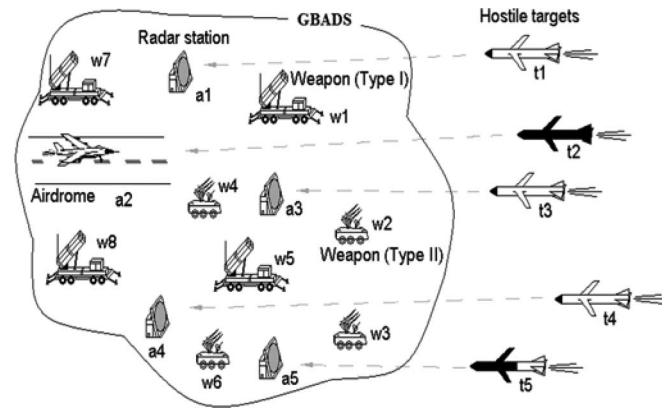 GBADS
Hostile targets
Radar station
w7
a1
Weapon (Type I)
w1
t1
t2
Airdrome
a2
w4
a3
w2
t3
w8
w5
Weapon (Type II)
a4
w6
a5
w3
t4
t5